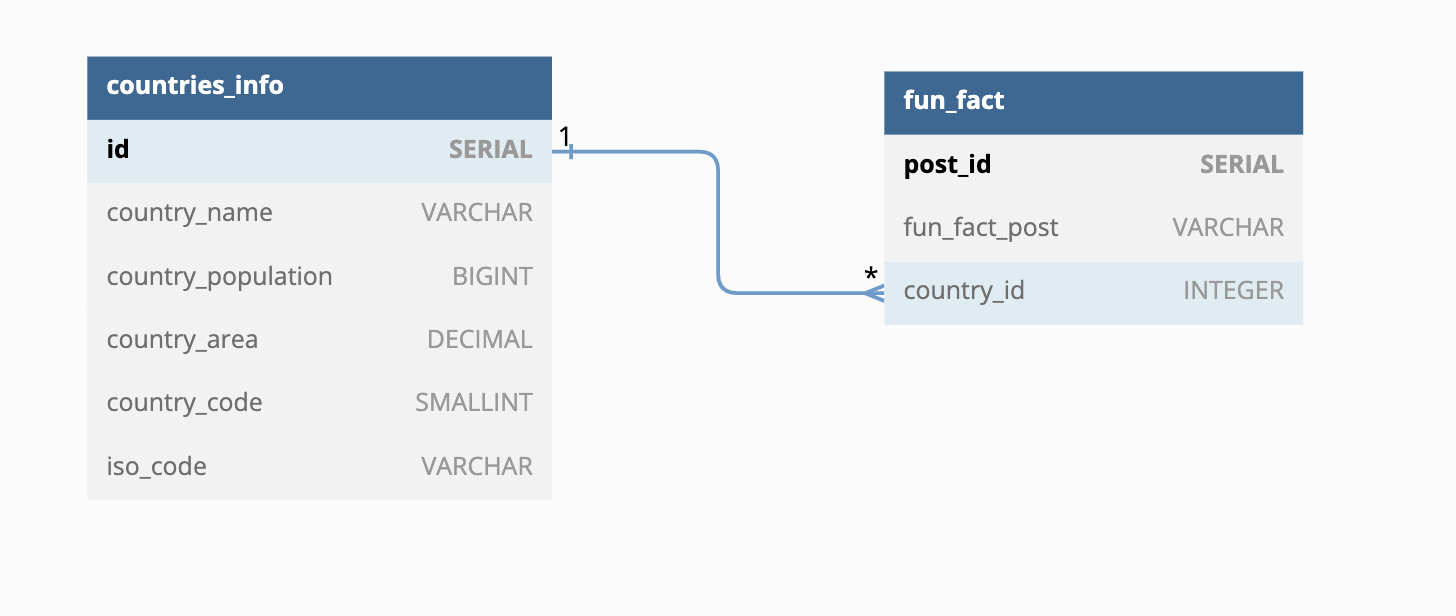 countries_info
id SERIAL
country_name VARCHAR
country_population BIGINT
country_area DECIMAL
country_code SMALLINT
iso_code VARCHAR
1
*
fun_fact
post_id SERIAL
fun_fact_post VARCHAR
country_id INTEGER